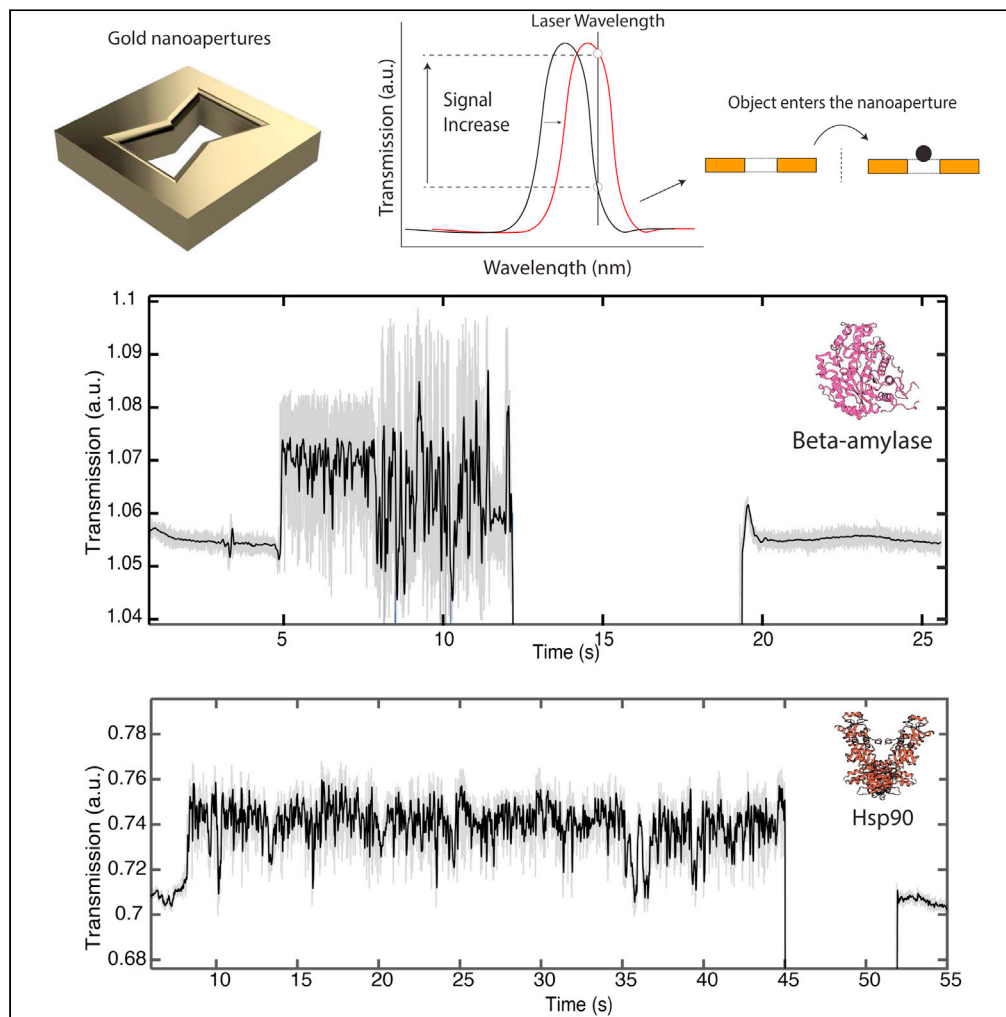 Gold nanoapertures
Laser Wavelength
Transmission (a.u.)
Signal
Increase
Wavelength (nm)
Object enters the nanoaperture
Transmission (a.u.)
1.1
1.09
1.08
1.07
1.06
1.05
1.04
5
10
15
20
25
Time (s)
Beta-amylase
Transmission (a.u.)
0.78
0.76
0.74
0.72
0.7
0.68
10
15
20
25
30
35
40
45
50
55
Time (s)
Hsp90